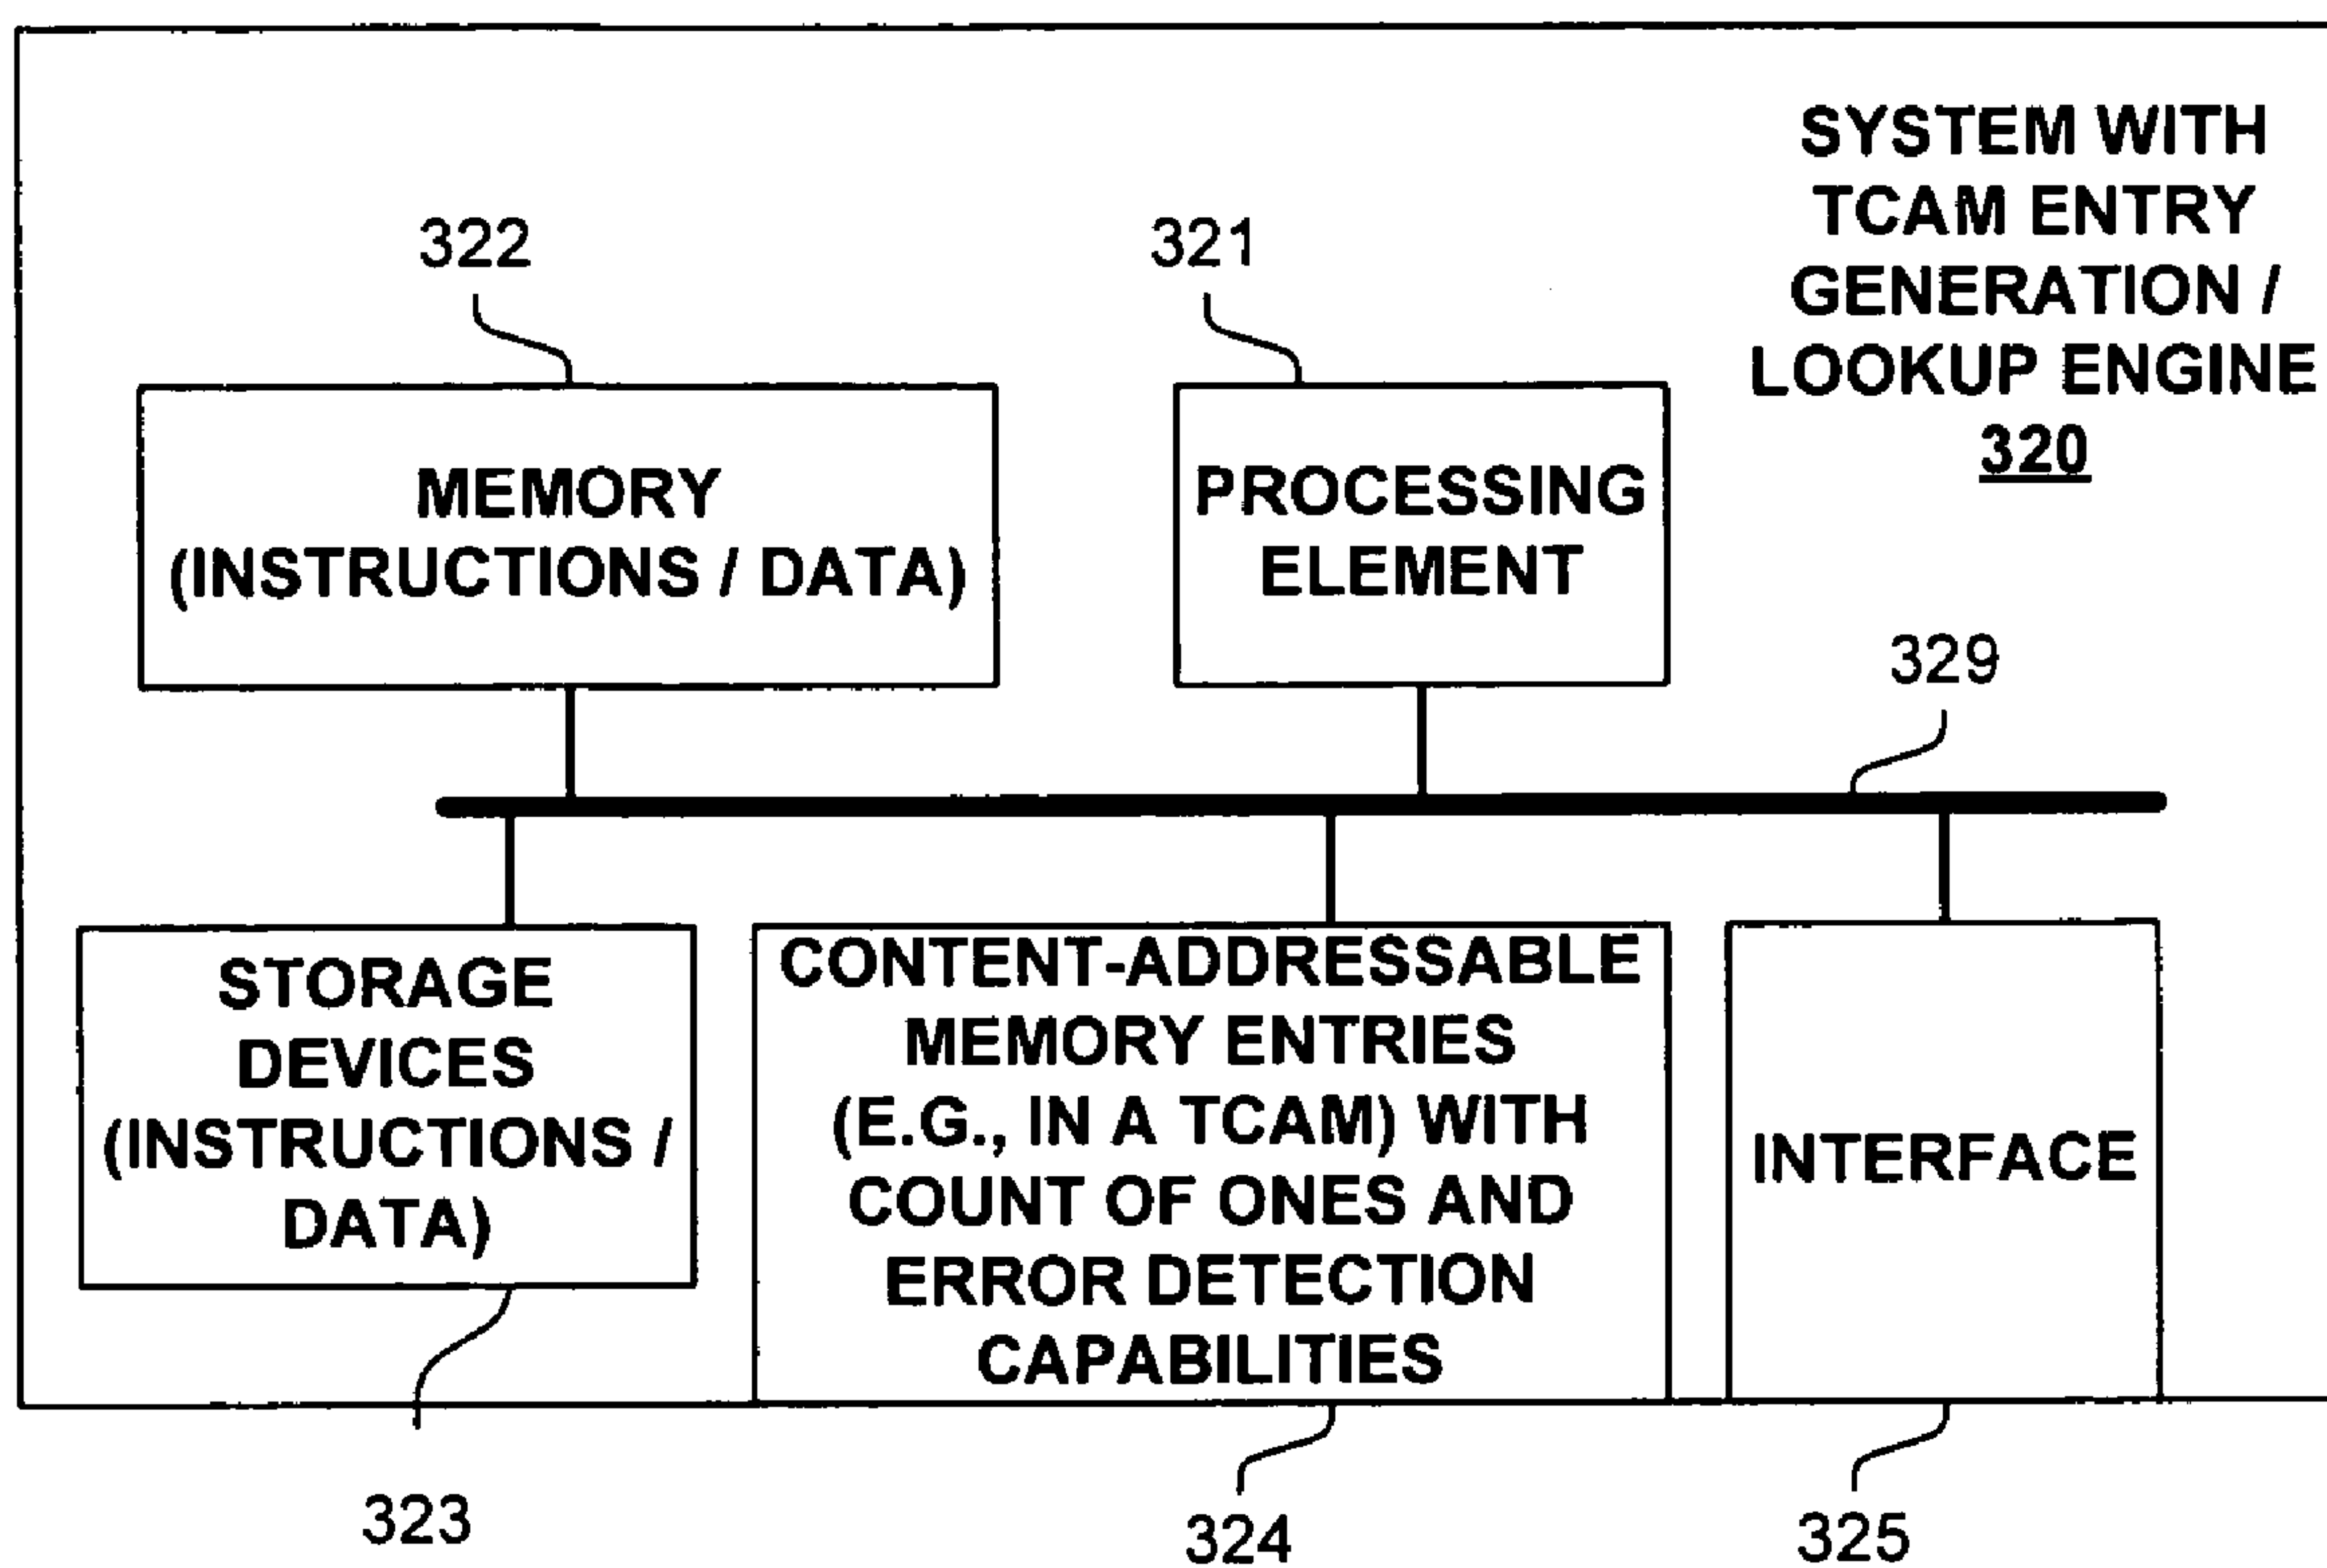 SYSTEM WITH
TCAM ENTRY
GENERATION /
LOOKUP ENGINE
320
322
321
MEMORY
(INSTRUCTIONS / DATA)
PROCESSING
ELEMENT
329
STORAGE
DEVICES
(INSTRUCTIONS /
DATA)
CONTENT-ADDRESSABLE
MEMORY ENTRIES
(E.G., IN A TCAM) WITH
COUNT OF ONES AND
ERROR DETECTION
CAPABILITIES
INTERFACE
323
324
325